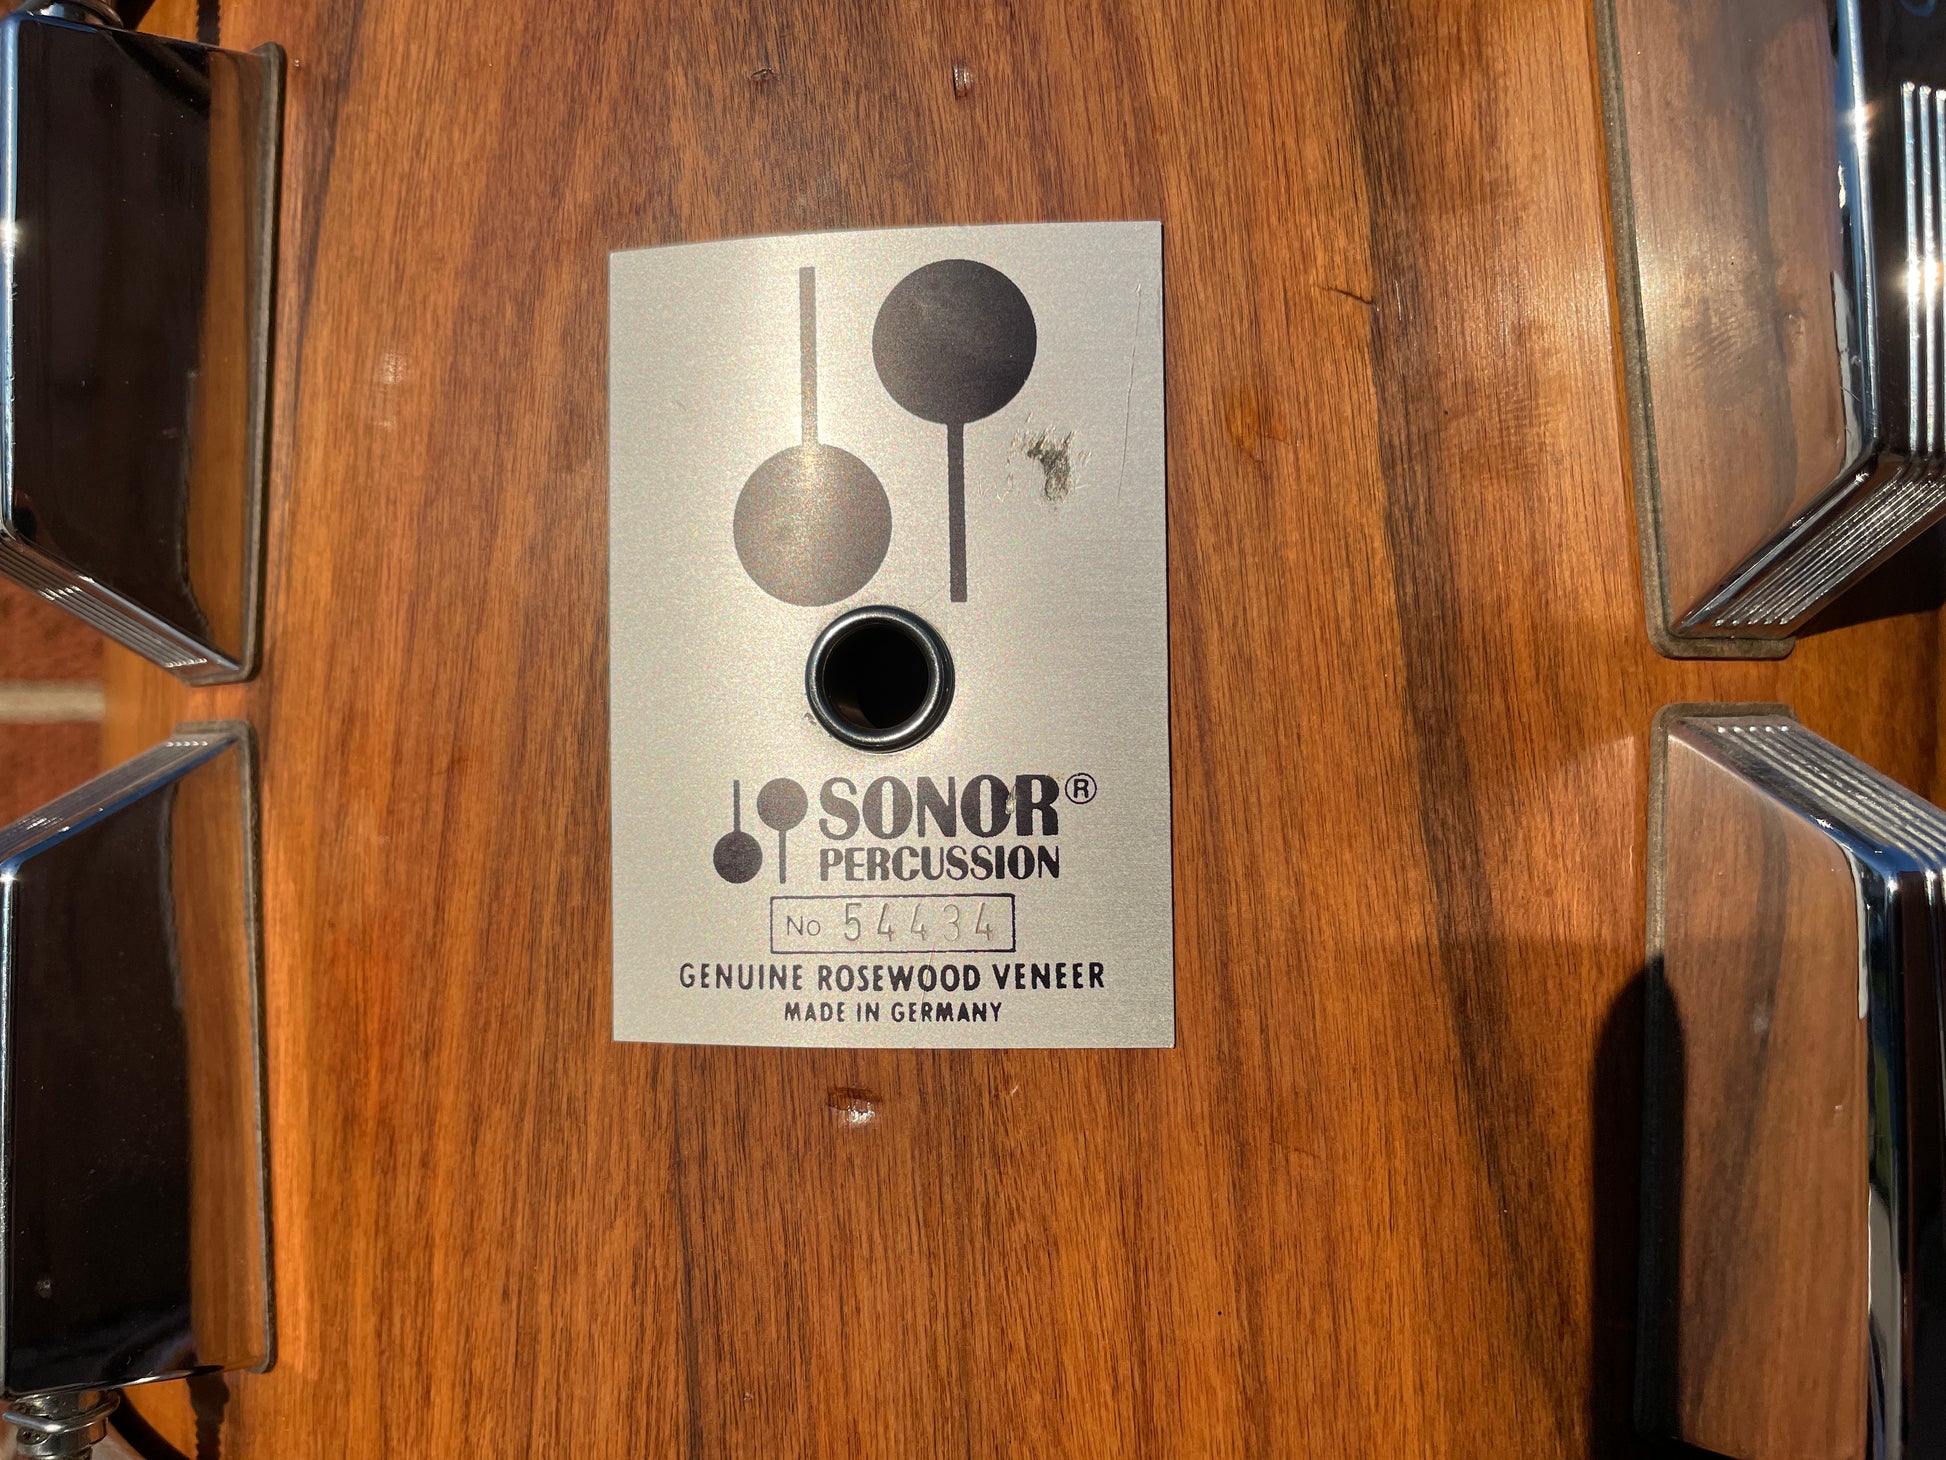 SONOR®
PERCUSSION
No 54434
GENUINE ROSEWOOD VENEER
MADE IN GERMANY